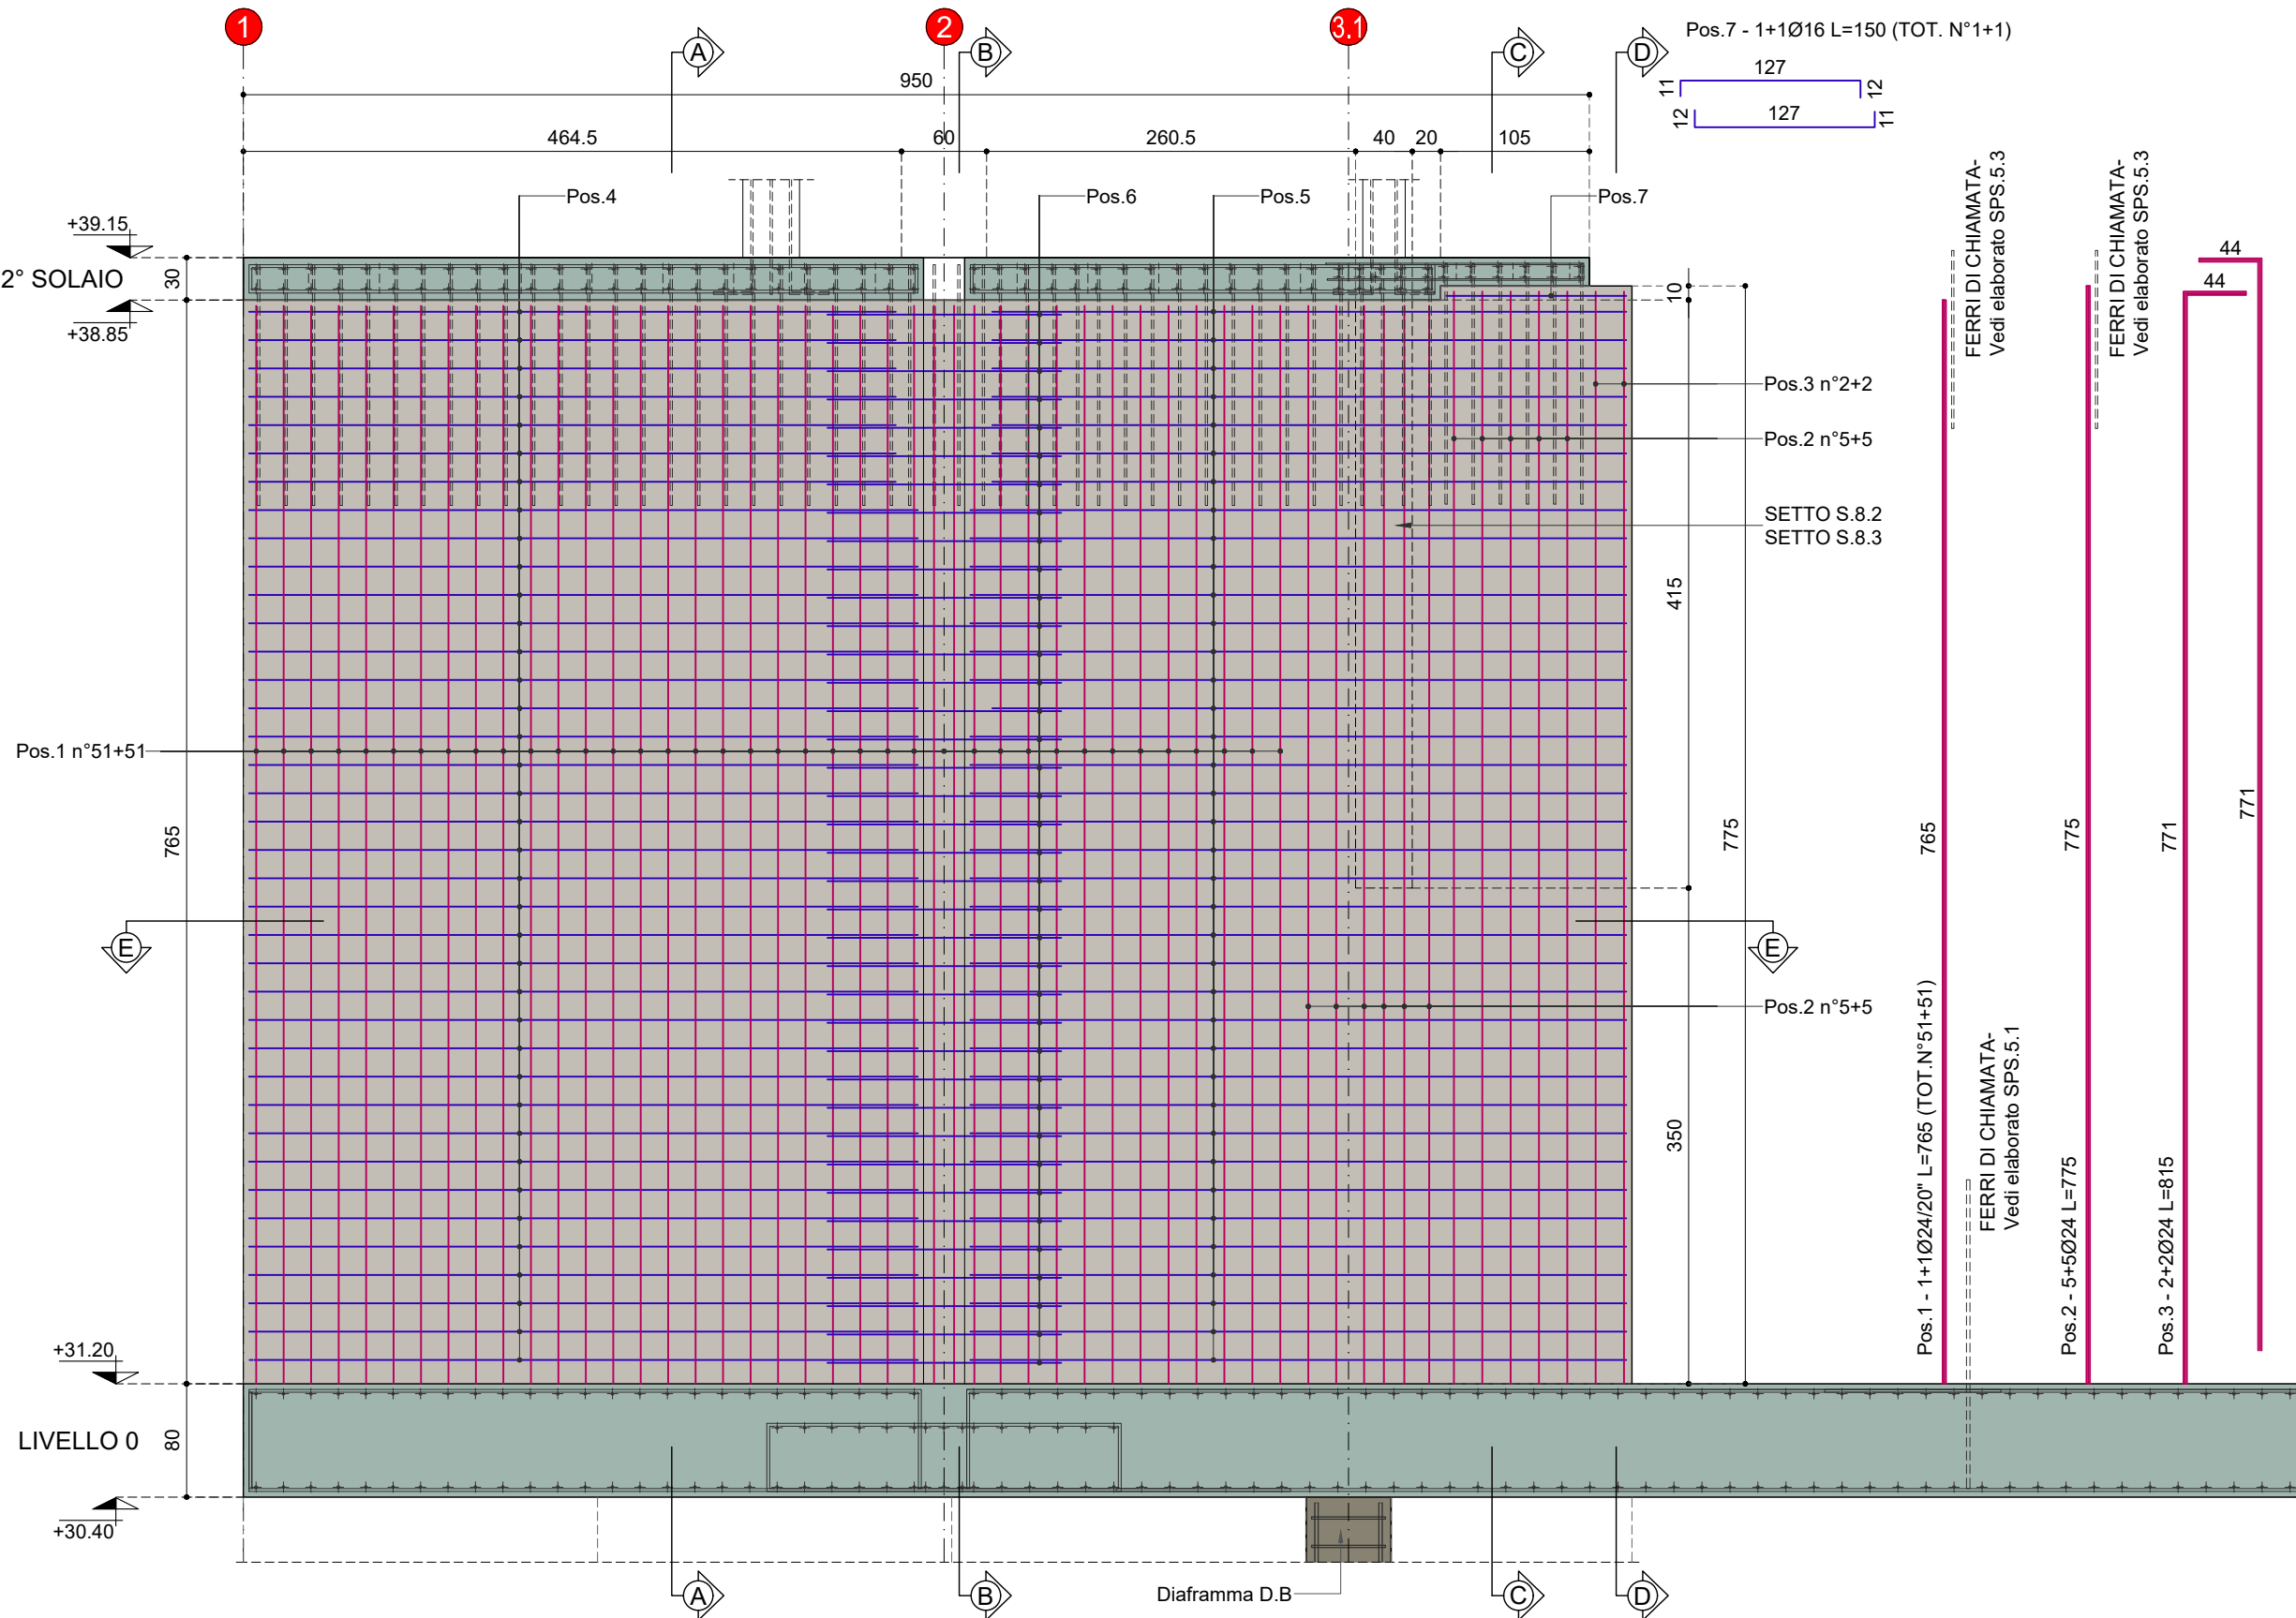 1
2
3.1
A
B
C
D
Pos.7 - 1+1Ø16 L=150 (TOT. N°1+1)
127
11
12
127
12
11
950
464.5
60
260.5
40
20
105
Pos.4
Pos.6
Pos.5
Pos.7
+39.15
2° SOLAIO
30
+38.85
10
FERRI DI CHIAMATA-
Vedi elaborato SPS.5.3
FERRI DI CHIAMATA-
Vedi elaborato SPS.5.3
44
44
Pos.3 n°2+2
Pos.2 n°5+5
SETTO S.8.2
SETTO S.8.3
415
Pos.1 n°51+51
765
775
765
775
771
771
E
E
Pos.2 n°5+5
350
Pos.1 - 1+1Ø24/20" L=765 (TOT.N°51+51)
FERRI DI CHIAMATA-
Vedi elaborato SPS.5.1
Pos.2 - 5+5Ø24 L=775
Pos.3 - 2+2Ø24 L=815
+31.20
LIVELLO 0
80
+30.40
Diaframma D.B
A
B
C
D